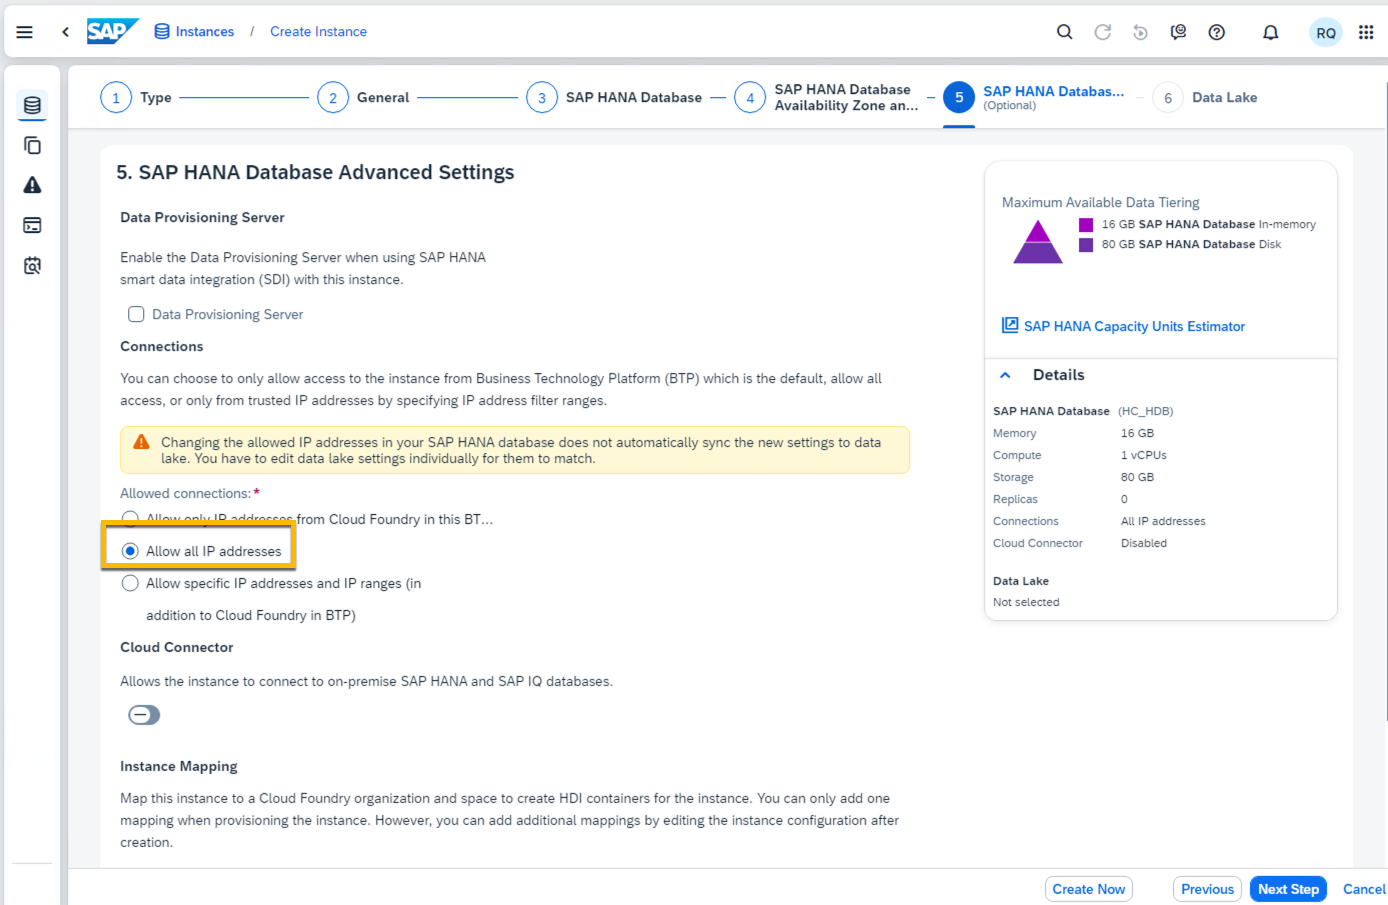 SAP Instances / Create Instance RQ
1 Type 2 General 3 SAP HANA Database 4 SAP HANA Database Availability Zone an... 5 SAP HANA Databas... (Optional) 6 Data Lake
5. SAP HANA Database Advanced Settings
Data Provisioning Server
Enable the Data Provisioning Server when using SAP HANA
smart data integration (SDI) with this instance.
Data Provisioning Server
Connections
You can choose to only allow access to the instance from Business Technology Platform (BTP) which is the default, allow all
access, or only from trusted IP addresses by specifying IP address filter ranges.
Changing the allowed IP addresses in your SAP HANA database does not automatically sync the new settings to data
lake. You have to edit data lake settings individually for them to match.
Allowed connections:*
Allow only IP addresses from Cloud Foundry in this BT...
Allow all IP addresses
Allow specific IP addresses and IP ranges (in
addition to Cloud Foundry in BTP)
Cloud Connector
Allows the instance to connect to on-premise SAP HANA and SAP IQ databases.
Instance Mapping
Map this instance to a Cloud Foundry organization and space to create HDI containers for the instance. You can only add one
mapping when provisioning the instance. However, you can add additional mappings by editing the instance configuration after
creation.
Maximum Available Data Tiering
16 GB SAP HANA Database In-memory
80 GB SAP HANA Database Disk
SAP HANA Capacity Units Estimator
Details
SAP HANA Database (HC_HDB)
Memory 16 GB
Compute 1 vCPUs
Storage 80 GB
Replicas 0
Connections All IP addresses
Cloud Connector Disabled
Data Lake
Not selected
Create Now Previous Next Step Cancel